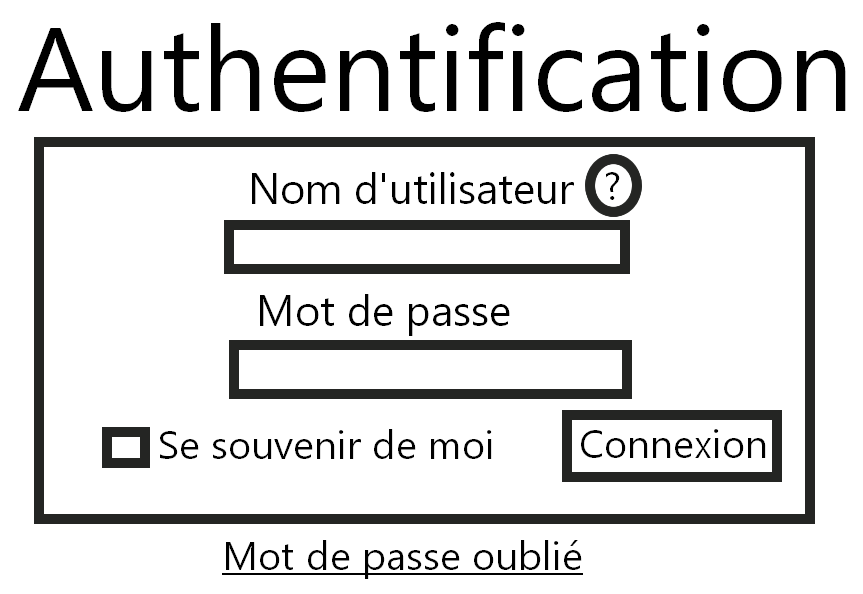 Authentification
Nom d'utilisateur ?
Mot de passe
Se souvenir de moi
Connexion
Mot de passe oublié